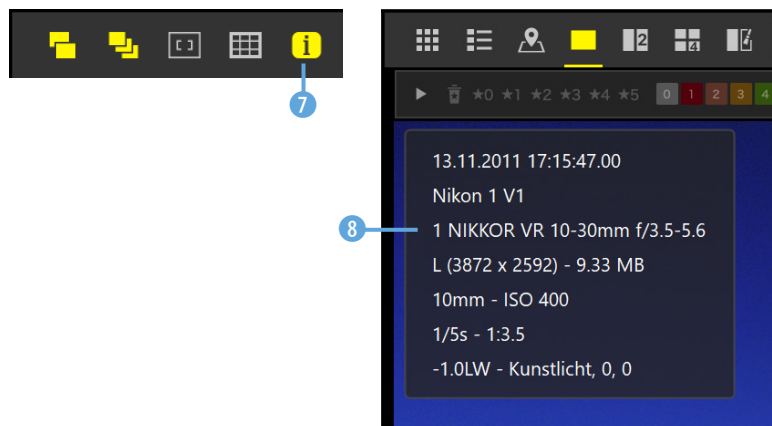 i
7
2
4
★0 ★1 ★2 ★3 ★4 ★5 0 1 2 3 4
13.11.2011 17:15:47.00
Nikon 1 V1
8
1 NIKKOR VR 10-30mm f/3.5-5.6
L (3872 x 2592) - 9.33 MB
10mm - ISO 400
1/5s - 1:3.5
-1.0LW - Kunstlicht, 0, 0